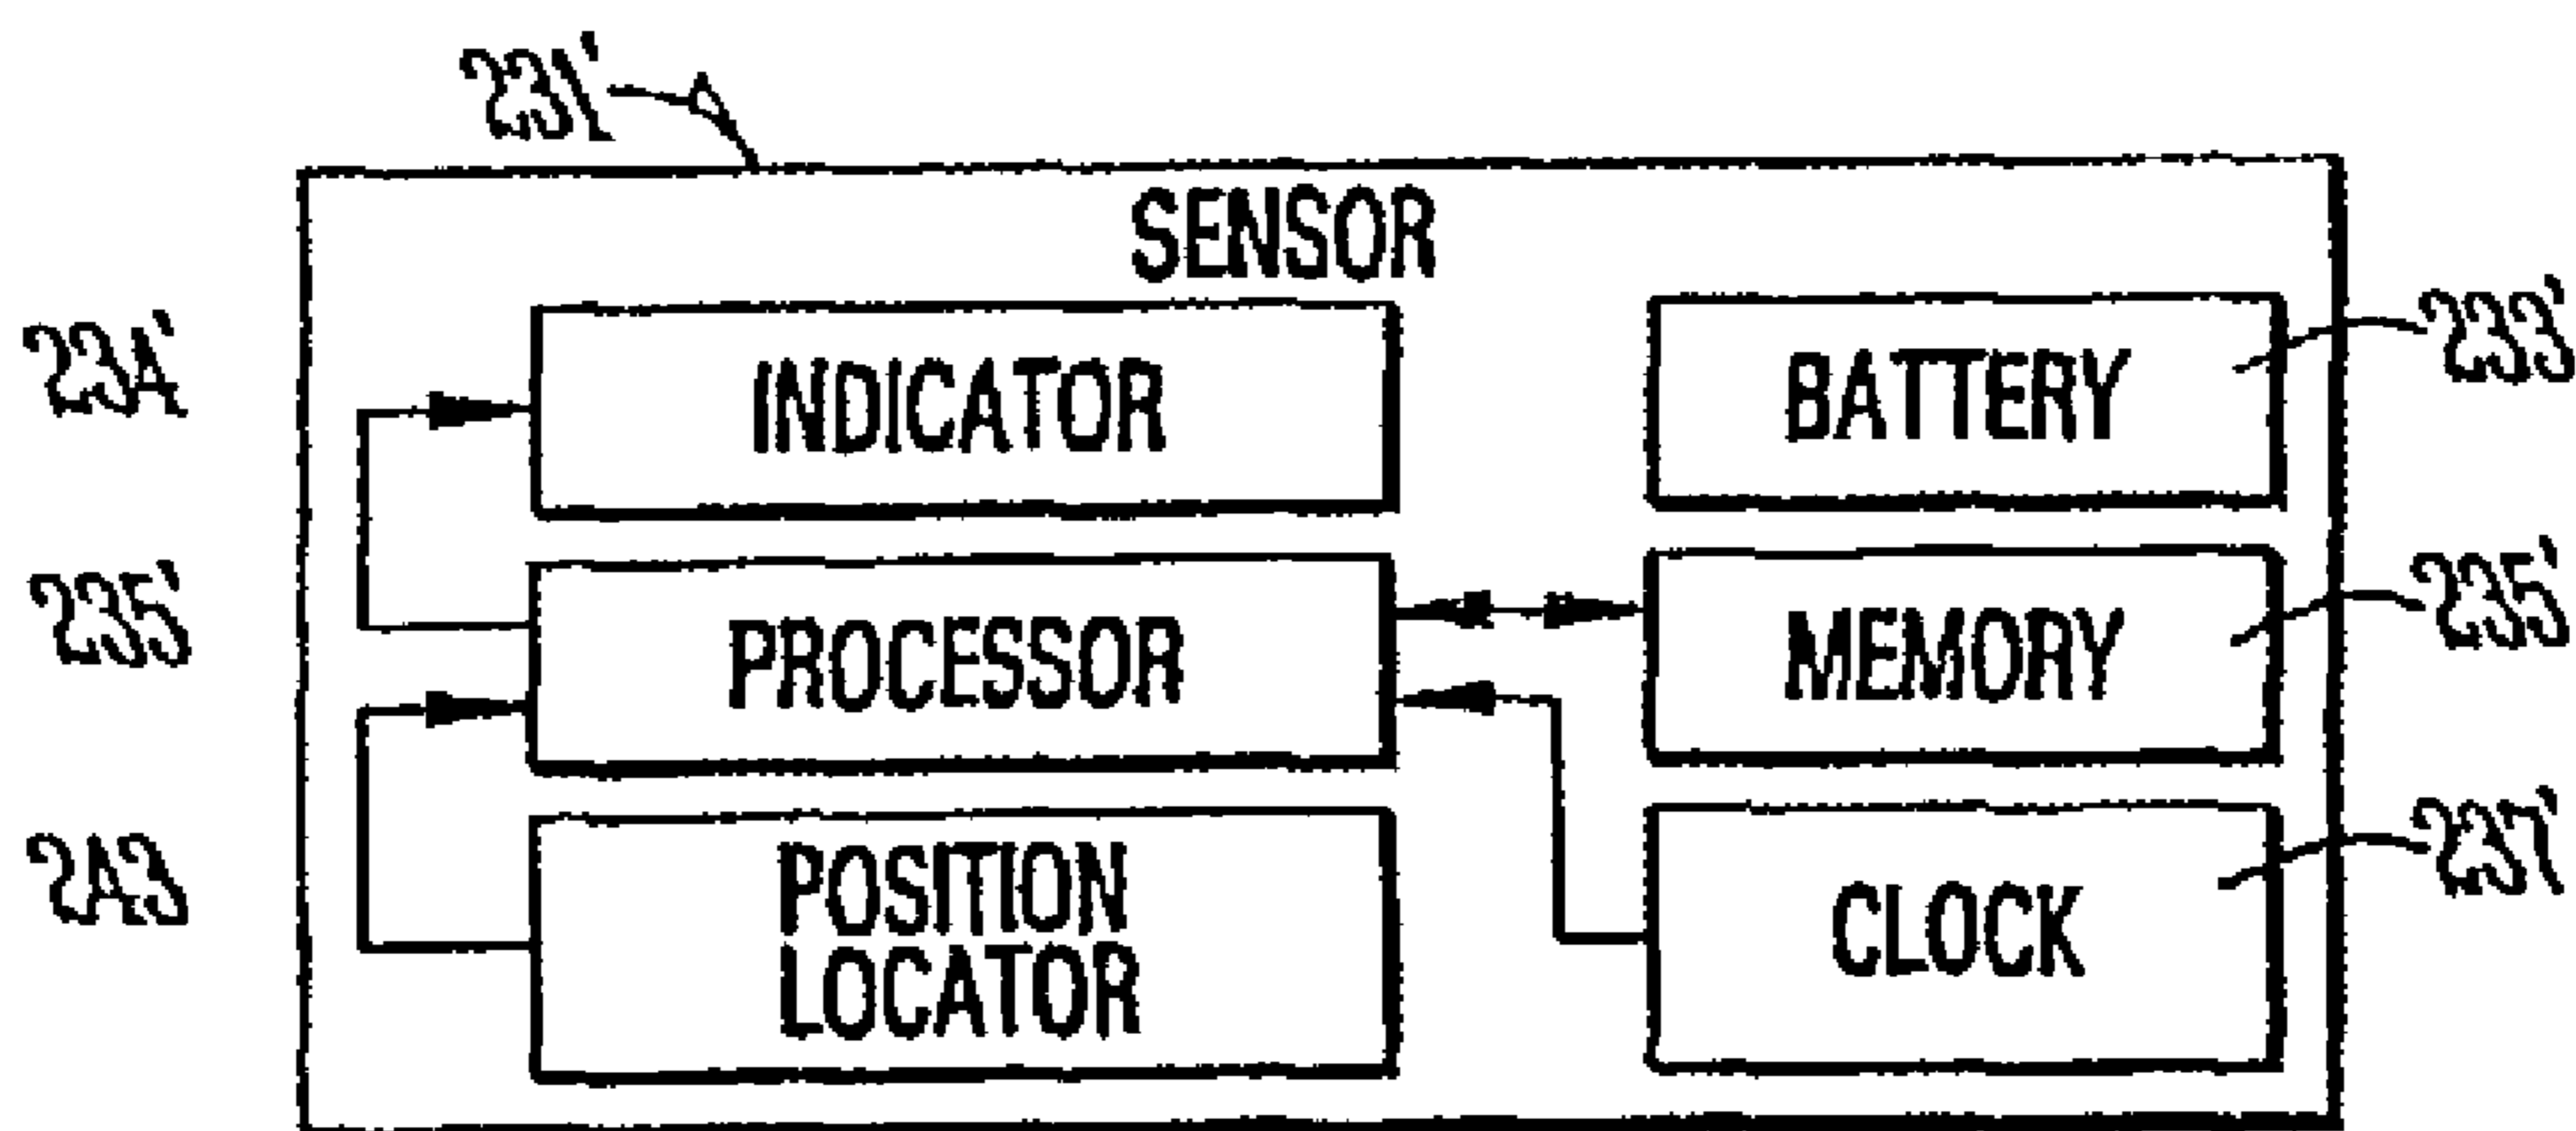 231'
SENSOR
234'
INDICATOR
BATTERY
233'
235'
PROCESSOR
MEMORY
235'
243
POSITION
LOCATOR
CLOCK
237'